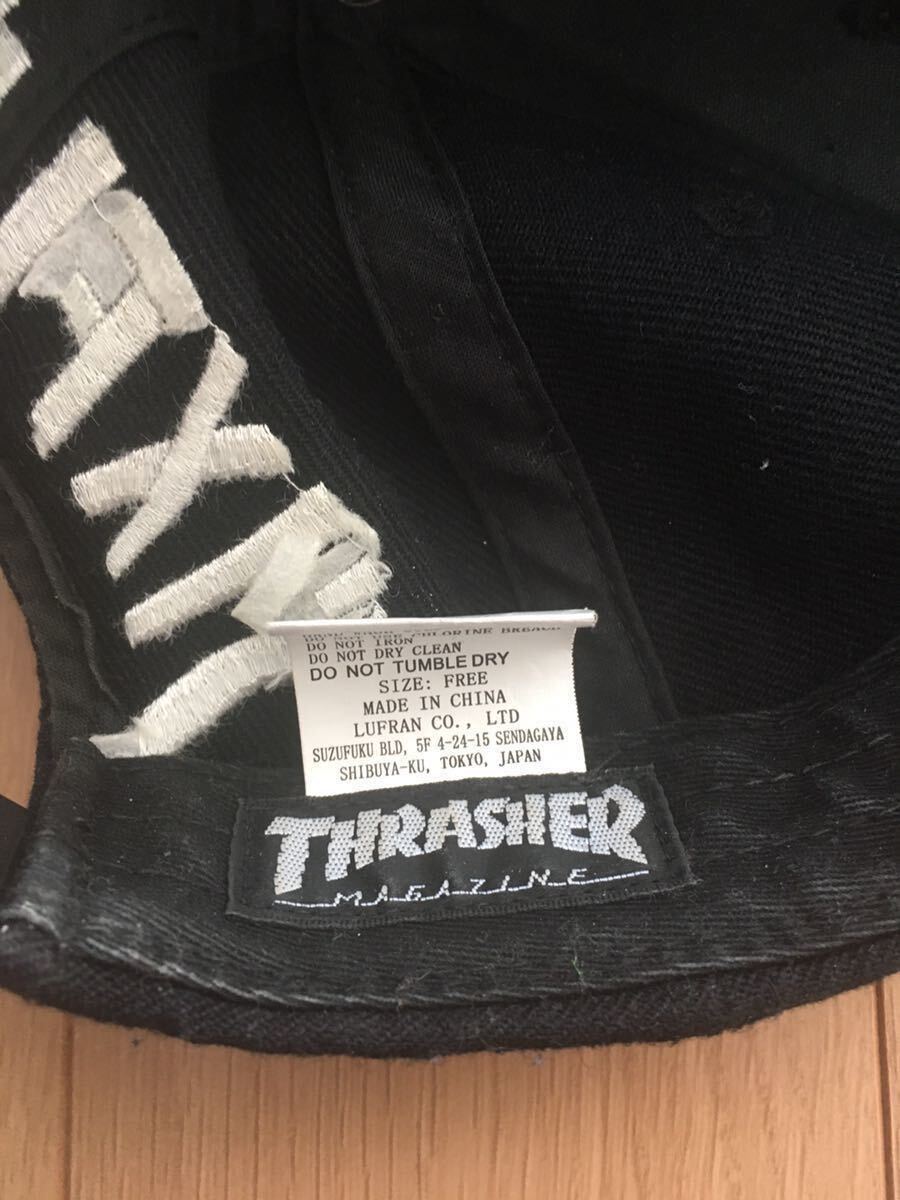 CHLORINE
DO NOT IRON
DO NOT DRY CLEAN
DO NOT TUMBLE DRY
SIZE: FREE
MADE IN CHINA
LUFRAN CO., LTD
SUZUFUKU BLD, 5F 4-24-15 SENDAGAYA
SHIBUYA-KU, TOKYO, JAPAN
THRASHER
MAGAZINE